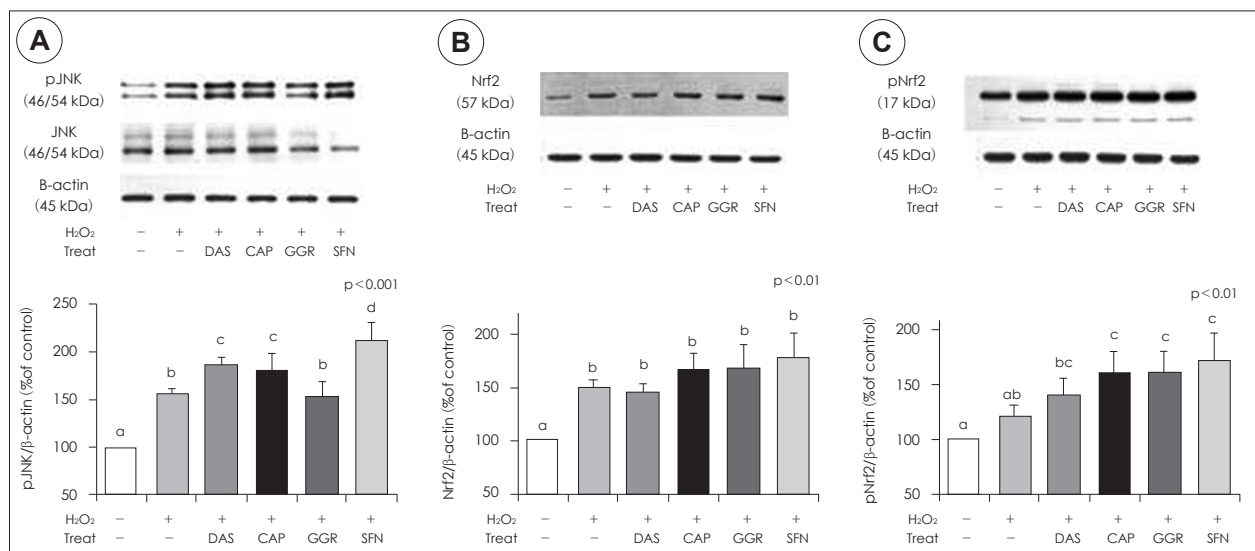 A
pJNK
(46/54 kDa)
JNK
(46/54 kDa)
B-actin
(45 kDa)
H₂O₂ − + + + + +
Treat − − DAS CAP GGR SFN
p<0.001
pJNK/β-actin (%of control)
250
200
150
100
50
a b c c b d
H₂O₂ − + + + + +
Treat − − DAS CAP GGR SFN
B
Nrf2
(57 kDa)
B-actin
(45 kDa)
H₂O₂ − + + + + +
Treat − − DAS CAP GGR SFN
p<0.01
Nrf2/β-actin (%of control)
200
150
100
50
a b b b b b
H₂O₂ − + + + + +
Treat − − DAS CAP GGR SFN
C
pNrf2
(17 kDa)
B-actin
(45 kDa)
H₂O₂ − + + + + +
Treat − − DAS CAP GGR SFN
p<0.01
pNrf2/β-actin (%of control)
200
150
100
50
a ab bc c c c
H₂O₂ − + + + + +
Treat − − DAS CAP GGR SFN